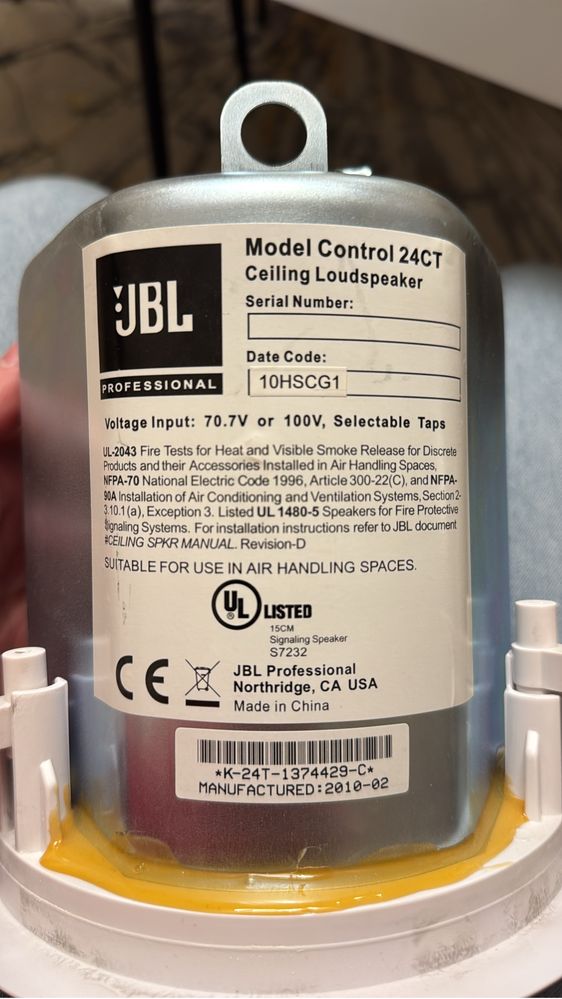 JBL
PROFESSIONAL
Model Control 24CT
Ceiling Loudspeaker
Serial Number:
Date Code:
10HSCG1
Voltage Input: 70.7V or 100V, Selectable Taps
UL-2043 Fire Tests for Heat and Visible Smoke Release for Discrete
Products and their Accessories Installed in Air Handling Spaces,
NFPA-70 National Electric Code 1996, Article 300-22(C), and NFPA-
90A Installation of Air Conditioning and Ventilation Systems, Section 2-
3.10.1 (a), Exception 3. Listed UL 1480-5 Speakers for Fire Protective
Signaling Systems. For installation instructions refer to JBL document
#CEILING SPKR MANUAL. Revision-D
SUITABLE FOR USE IN AIR HANDLING SPACES.
UL LISTED
15CM
Signaling Speaker
S7232
CE
JBL Professional
Northridge, CA USA
Made in China
*K-24T-1374429-C*
MANUFACTURED:2010-02